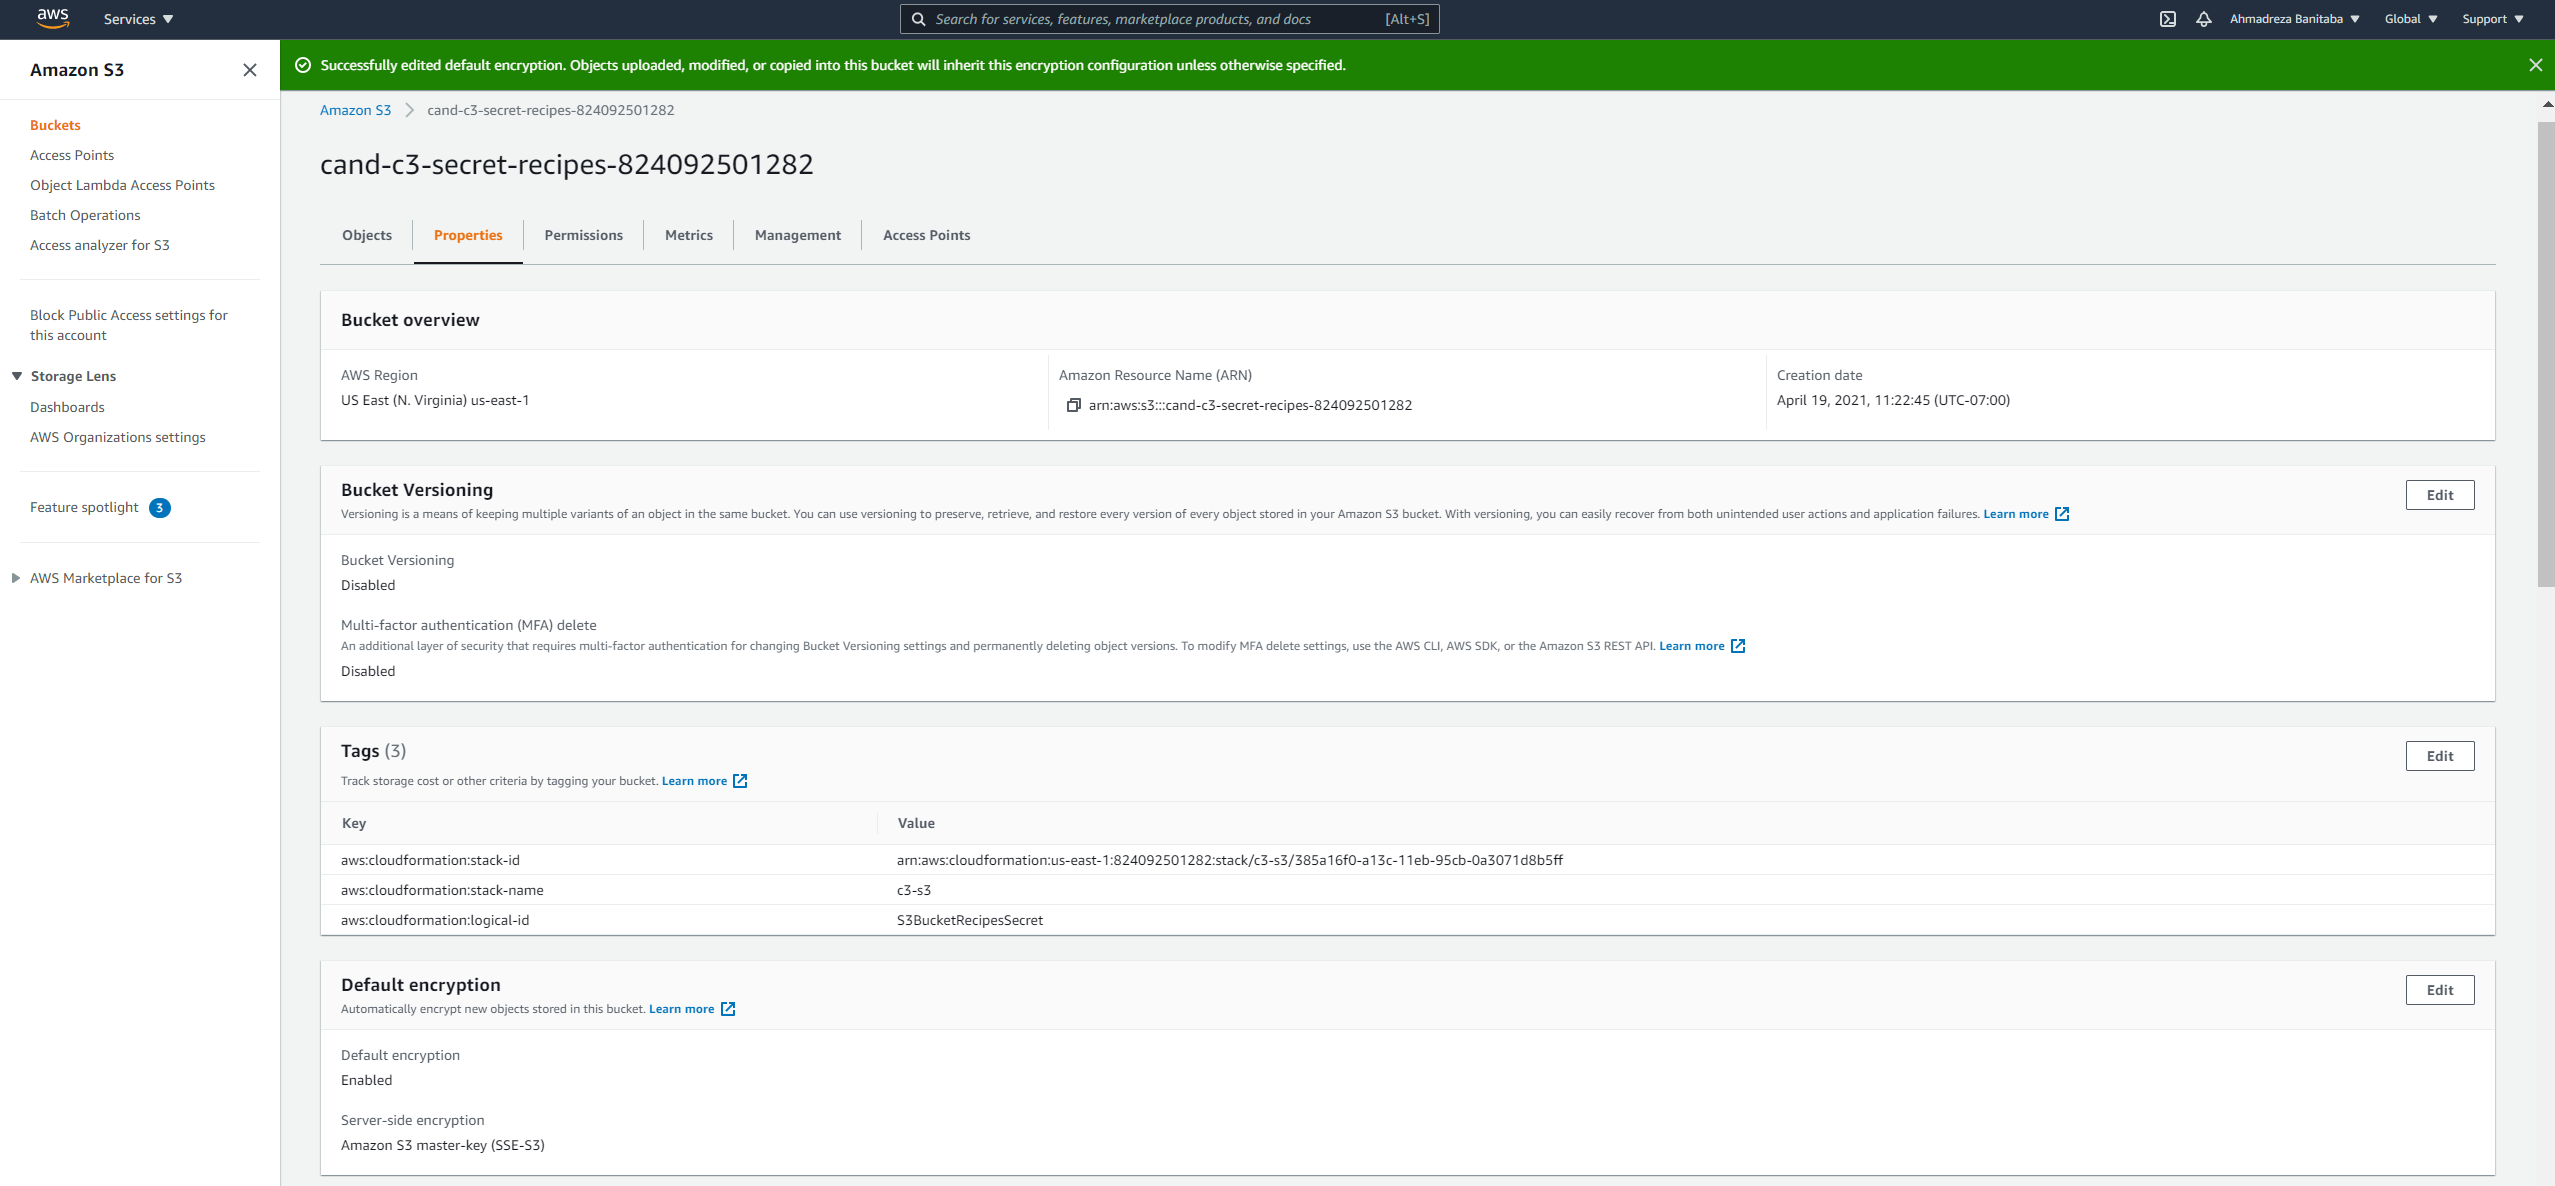 aws
Services
Search for services, features, marketplace products, and docs [Alt+S]
Ahmadreza Banitaba
Global
Support
Amazon S3
Buckets
Access Points
Object Lambda Access Points
Batch Operations
Access analyzer for S3
Block Public Access settings for
this account
Storage Lens
Dashboards
AWS Organizations settings
Feature spotlight 3
AWS Marketplace for S3
Successfully edited default encryption. Objects uploaded, modified, or copied into this bucket will inherit this encryption configuration unless otherwise specified.
Amazon S3 cand-c3-secret-recipes-824092501282
cand-c3-secret-recipes-824092501282
Objects Properties Permissions Metrics Management Access Points
Bucket overview
AWS Region
US East (N. Virginia) us-east-1
Amazon Resource Name (ARN)
arn:aws:s3:::cand-c3-secret-recipes-824092501282
Creation date
April 19, 2021, 11:22:45 (UTC-07:00)
Bucket Versioning
Edit
Versioning is a means of keeping multiple variants of an object in the same bucket. You can use versioning to preserve, retrieve, and restore every version of every object stored in your Amazon S3 bucket. With versioning, you can easily recover from both unintended user actions and application failures. Learn more
Bucket Versioning
Disabled
Multi-factor authentication (MFA) delete
An additional layer of security that requires multi-factor authentication for changing Bucket Versioning settings and permanently deleting object versions. To modify MFA delete settings, use the AWS CLI, AWS SDK, or the Amazon S3 REST API. Learn more
Disabled
Tags (3)
Edit
Track storage cost or other criteria by tagging your bucket. Learn more
Key Value
aws:cloudformation:stack-id arn:aws:cloudformation:us-east-1:824092501282:stack/c3-s3/385a16f0-a13c-11eb-95cb-0a3071d8b5ff
aws:cloudformation:stack-name c3-s3
aws:cloudformation:logical-id S3BucketRecipesSecret
Default encryption
Edit
Automatically encrypt new objects stored in this bucket. Learn more
Default encryption
Enabled
Server-side encryption
Amazon S3 master-key (SSE-S3)